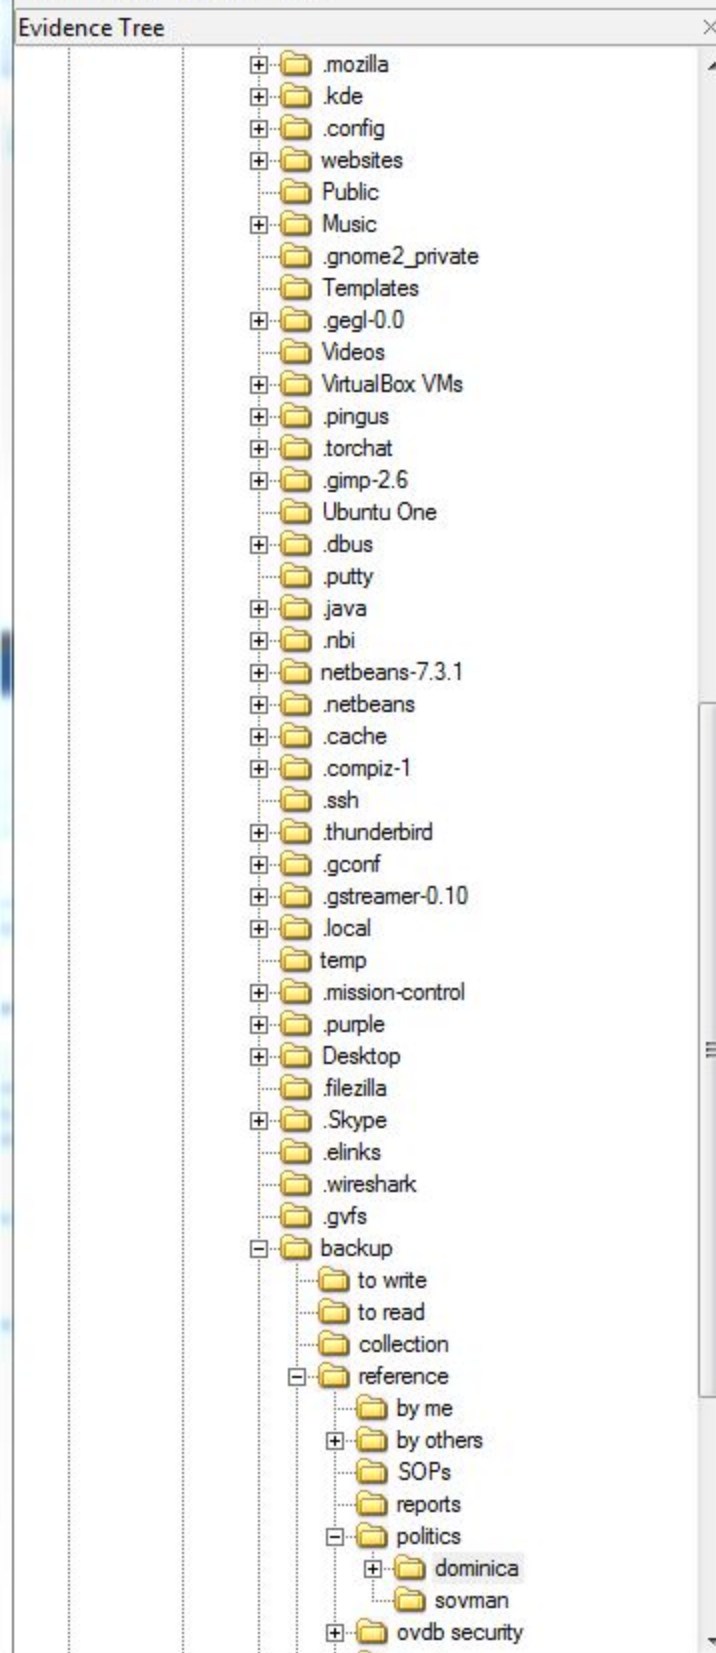 Evidence Tree
.mozilla
.kde
.config
websites
Public
Music
.gnome2_private
Templates
.gegl-0.0
Videos
VirtualBox VMs
.pingus
.torchat
.gimp-2.6
Ubuntu One
.dbus
.putty
.java
.nbi
netbeans-7.3.1
.netbeans
.cache
.compiz-1
.ssh
.thunderbird
.gconf
.gstreamer-0.10
.local
temp
.mission-control
.purple
Desktop
.filezilla
.Skype
.elinks
.wireshark
.gvfs
backup
to write
to read
collection
reference
by me
by others
SOPs
reports
politics
dominica
sovman
ovdb security